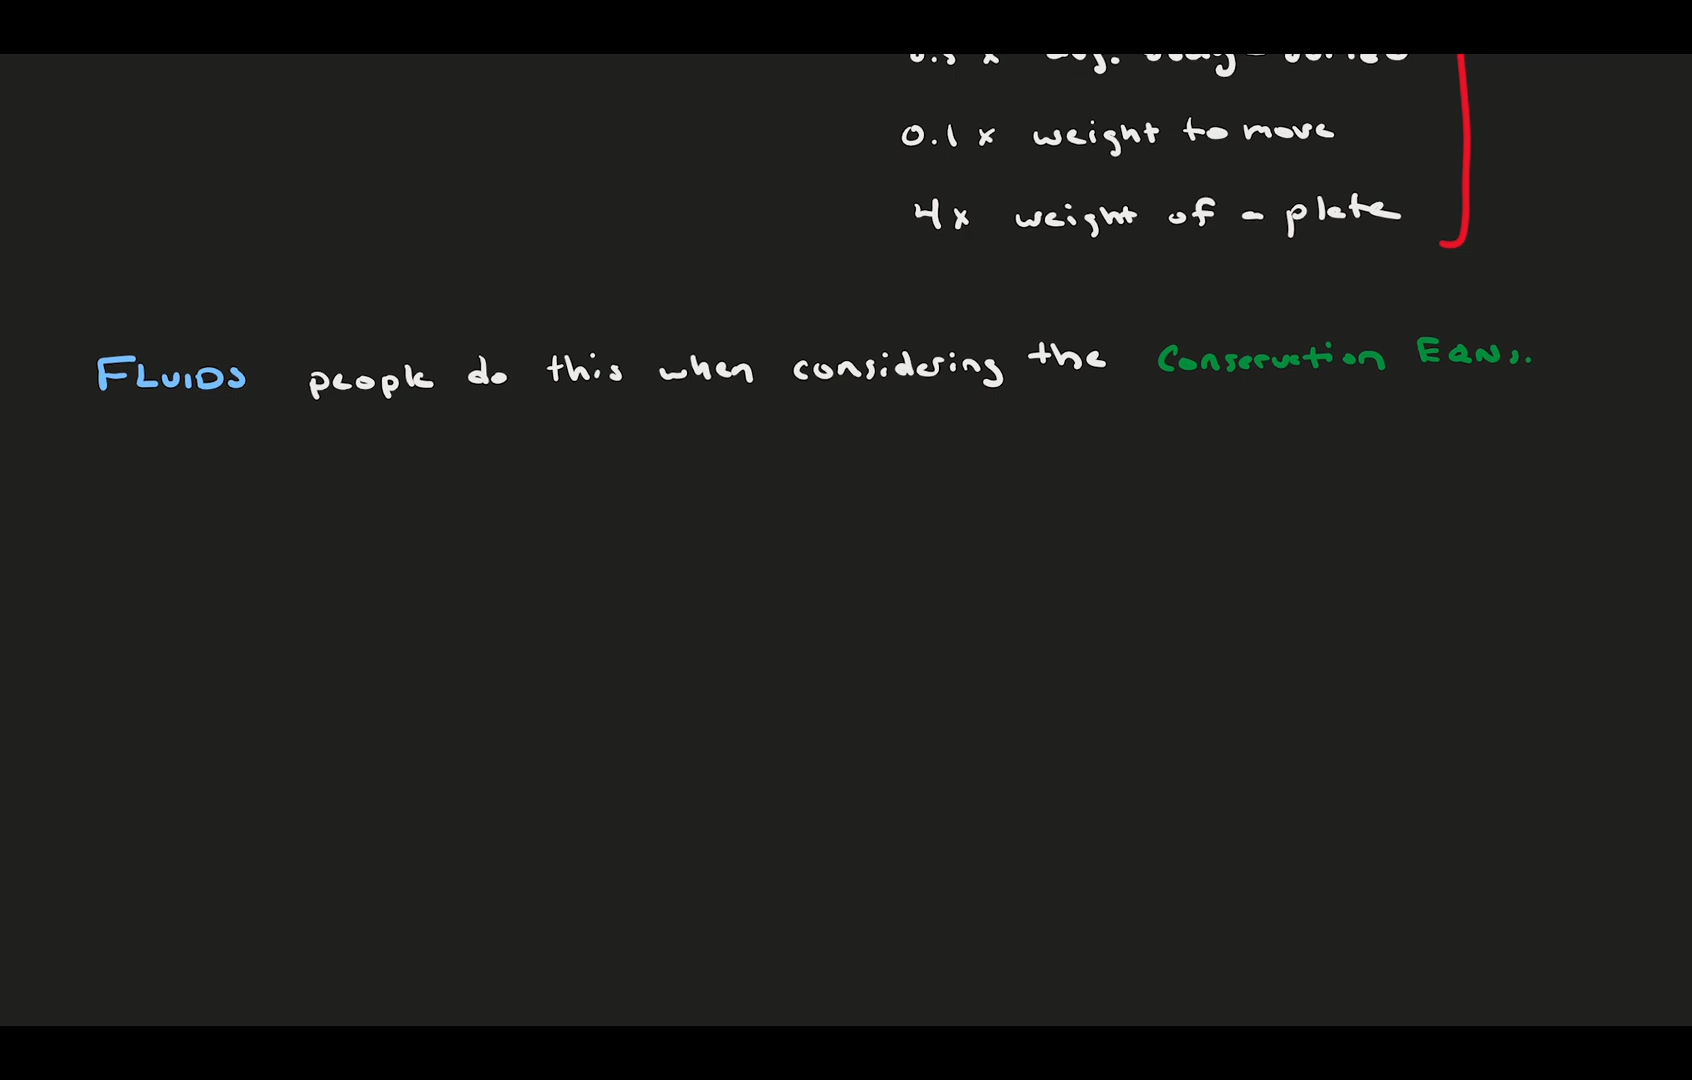 0.1 x weight to move
4x weight of a plate
FLUIDS people do this when considering the Conservation EQNs.